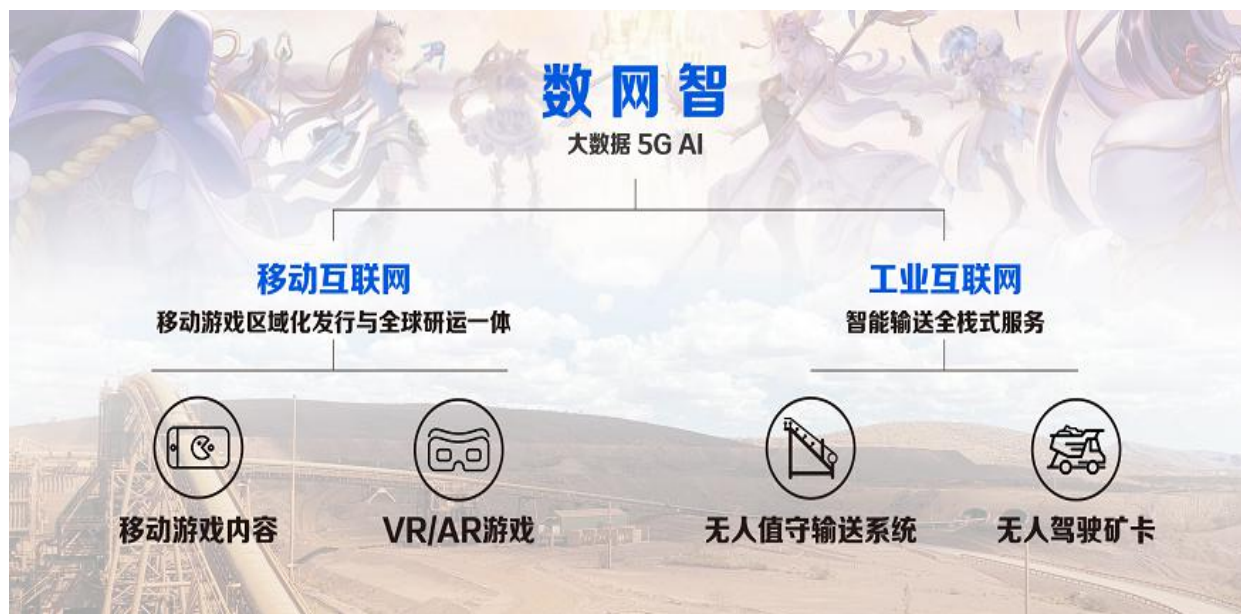 数网智
大数据 5G AI
移动互联网
工业互联网
移动游戏区域化发行与全球研运一体
智能输送全栈式服务
移动游戏内容
VR/AR游戏
无人值守输送系统
无人驾驶矿卡